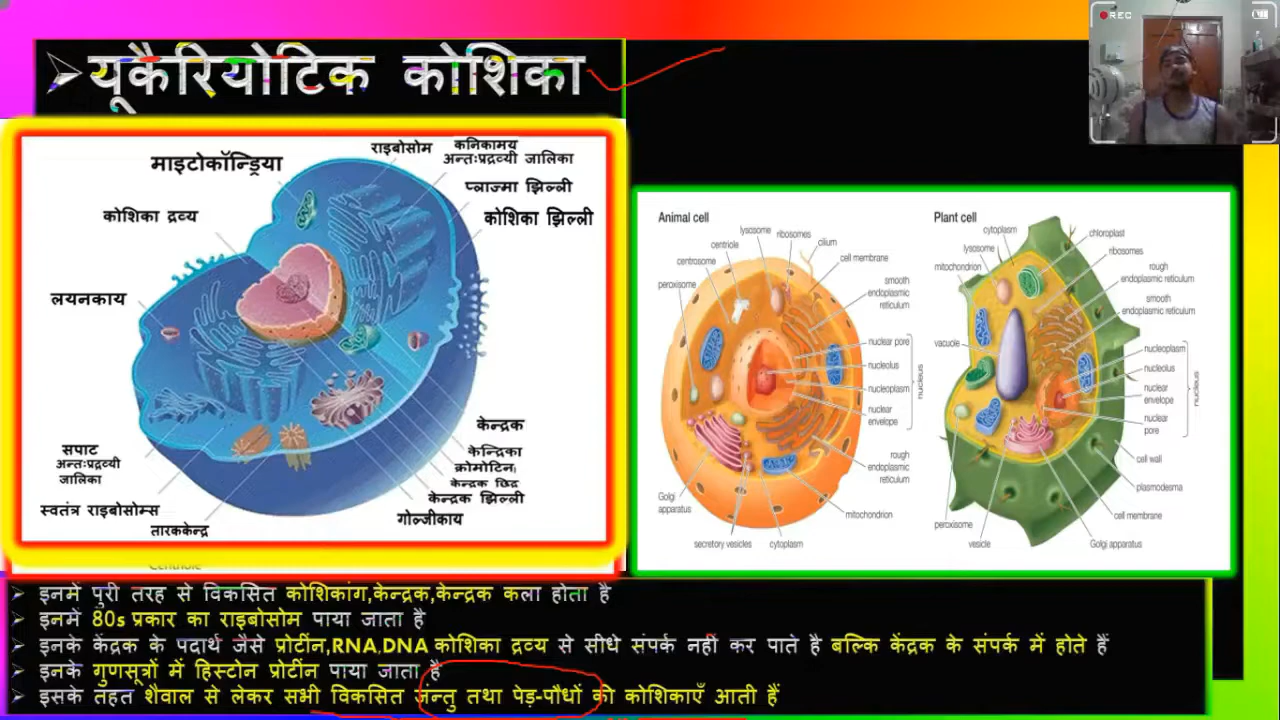 यूकैरियोटिक कोशिका
REC
माइटोकॉन्ड्रिया
राइबोसोम
कनिकामय
अन्तःप्रद्रव्यी जालिका
प्लाज्मा झिल्ली
कोशिका द्रव्य
कोशिका झिल्ली
लयनकाय
केन्द्रक
केन्द्रिका
क्रोमोटिन
केन्द्रक छिद्र
केन्द्रक झिल्ली
गोल्जीकाय
सपाट
अन्तःप्रद्रव्यी
जालिका
स्वतंत्र राइबोसोम्स
तारककेन्द्र
Centriole
Animal cell
lysosome
ribosomes
cilium
centriole
cell membrane
centrosome
smooth
endoplasmic
reticulum
peroxisome
nuclear pore
nucleolus
nucleoplasm
nuclear
envelope
nucleus
rough
endoplasmic
reticulum
Golgi
apparatus
mitochondrion
secretory vesicles
cytoplasm
Plant cell
cytoplasm
chloroplast
lysosome
ribosomes
mitochondrion
rough
endoplasmic reticulum
smooth
endoplasmic reticulum
vacuole
nucleoplasm
nucleolus
nuclear
envelope
nuclear
pore
nucleus
cell wall
plasmodesma
cell membrane
peroxisome
vesicle
Golgi apparatus
इनमें पुरी तरह से विकसित कोशिकांग,केन्द्रक,केन्द्रक कला होता है
इनमें 80s प्रकार का राइबोसोम पाया जाता है
इनके केंद्रक के पदार्थ जैसे प्रोटींन,RNA,DNA कोशिका द्रव्य से सीधे संपर्क नहीं कर पाते है बल्कि केंद्रक के संपर्क में होते हैं
इनके गुणसूत्रों में हिस्टोन प्रोटींन पाया जाता है
इसके तहत शैवाल से लेकर सभी विकसित जंन्तु तथा पेड़-पौधों की कोशिकाएँ आती हैं